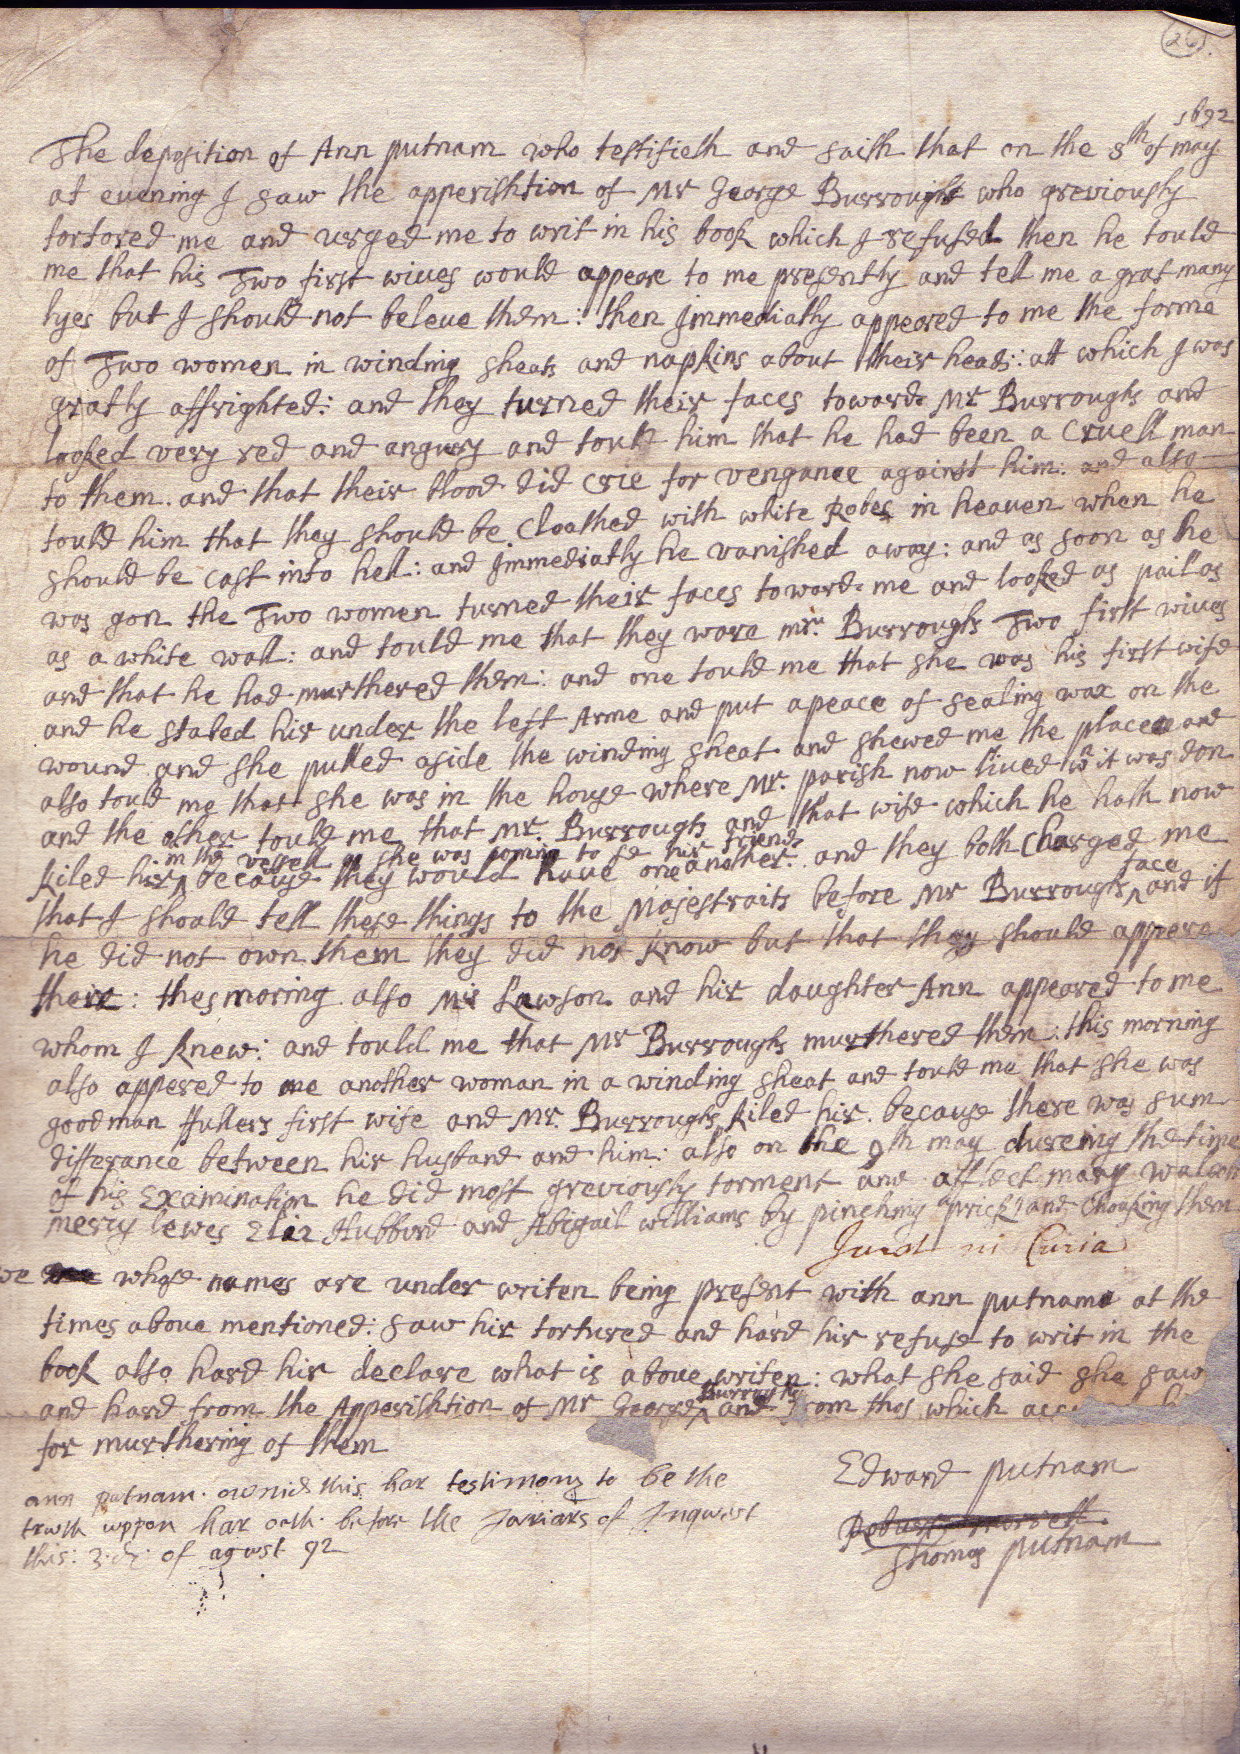 (26).
1692
The deposition of Ann putnam who testifieth and saith that on the 8th of may
at evening I saw the apperishtion of Mr George Burroughs who greviously
tortored me and urged me to writ in his book which I refused then he tould
me that his Two first wives would appeare to me presently and tell me a grat many
lyes but I should not beleve them: then immediatly appeared to me the forme
of Two women in winding sheats and napkins about their heads: att which I was
gratly affrighted: and they turned their faces towards Mr Burroughs and
looked very red and angury and tould him that he had been a cruell man
to them. and that their blood did crie for vengance against him: and also
tould him that they should be cloathed with white Robes in heaven when he
should be cast into hell: and immediatly he vanished away: and as soon as he
was gon the Two women turned their faces towards me and looked as pail as
as a white wall: and tould me that they ware mr. Burroughs Two first wives
and that he had murthered them: and one tould me that she was his first wife
and he stabed hir under the left Arme and put a peace of sealing wax on the
wound and she pulled aside the winding sheat and shewed me the place and
also tould me that she was in the house where Mr. parish now lived wn it was don
and the other tould me that Mr. Burroughs and that wife which he hath now
in the vessell as she was coming to se hir friends
kiled hir ^ because they would have one another. and they both charged me
face
that I should tell these things to the Majestraits before Mr Burroughs ^ and if
he did not own them they did not know but that they should appere
their: thes moring also Mis Lawson and hir daughter Ann appeared to me
whom I knew: and tould me that Mr Burroughs murthered them: this morning
also appered to me another woman in a winding sheat and tould me that she was
goodman ffullers first wife and Mr. Burroughs kiled hir. because there was sum
differance between hir husband and him: also on the 9th may dureing the time
of his Examination he did most greviously torment and afflect mary Walcott
mercy lewes Eliz Hubburd and Abigail williams by pinching prickin and choaking them
Jurat in Curia
we whose names are under writen being present with ann putnam at the
times above mentioned: saw hir tortured and hard hir refuse to writ in the
book also hard hir declare what is above writen: what she said she saw
Burroughs
and hard from the Apperishtion of Mr George ^ and from thos which acc
for murthering of them
Edward putnam
ann putnam ownid this har testimony to be the
truth uppon har oath. before the Juriars of Inqwest
this: 3. dy: of agust 92
Robert Morrell
Thomas putnam